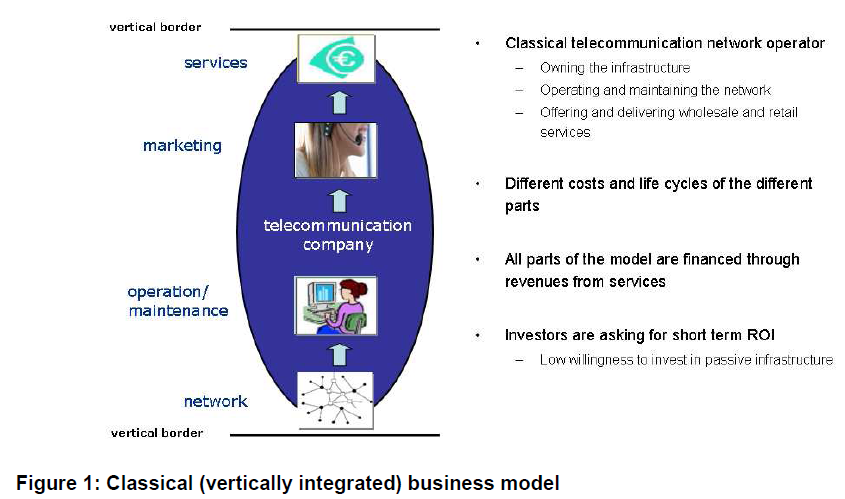 vertical border
services
marketing
telecommunication
company
operation/
maintenance
network
vertical border
• Classical telecommunication network operator
– Owning the infrastructure
– Operating and maintaining the network
– Offering and delivering wholesale and retail
services
• Different costs and life cycles of the different
parts
• All parts of the model are financed through
revenues from services
• Investors are asking for short term ROI
– Low willingness to invest in passive infrastructure
Figure 1: Classical (vertically integrated) business model